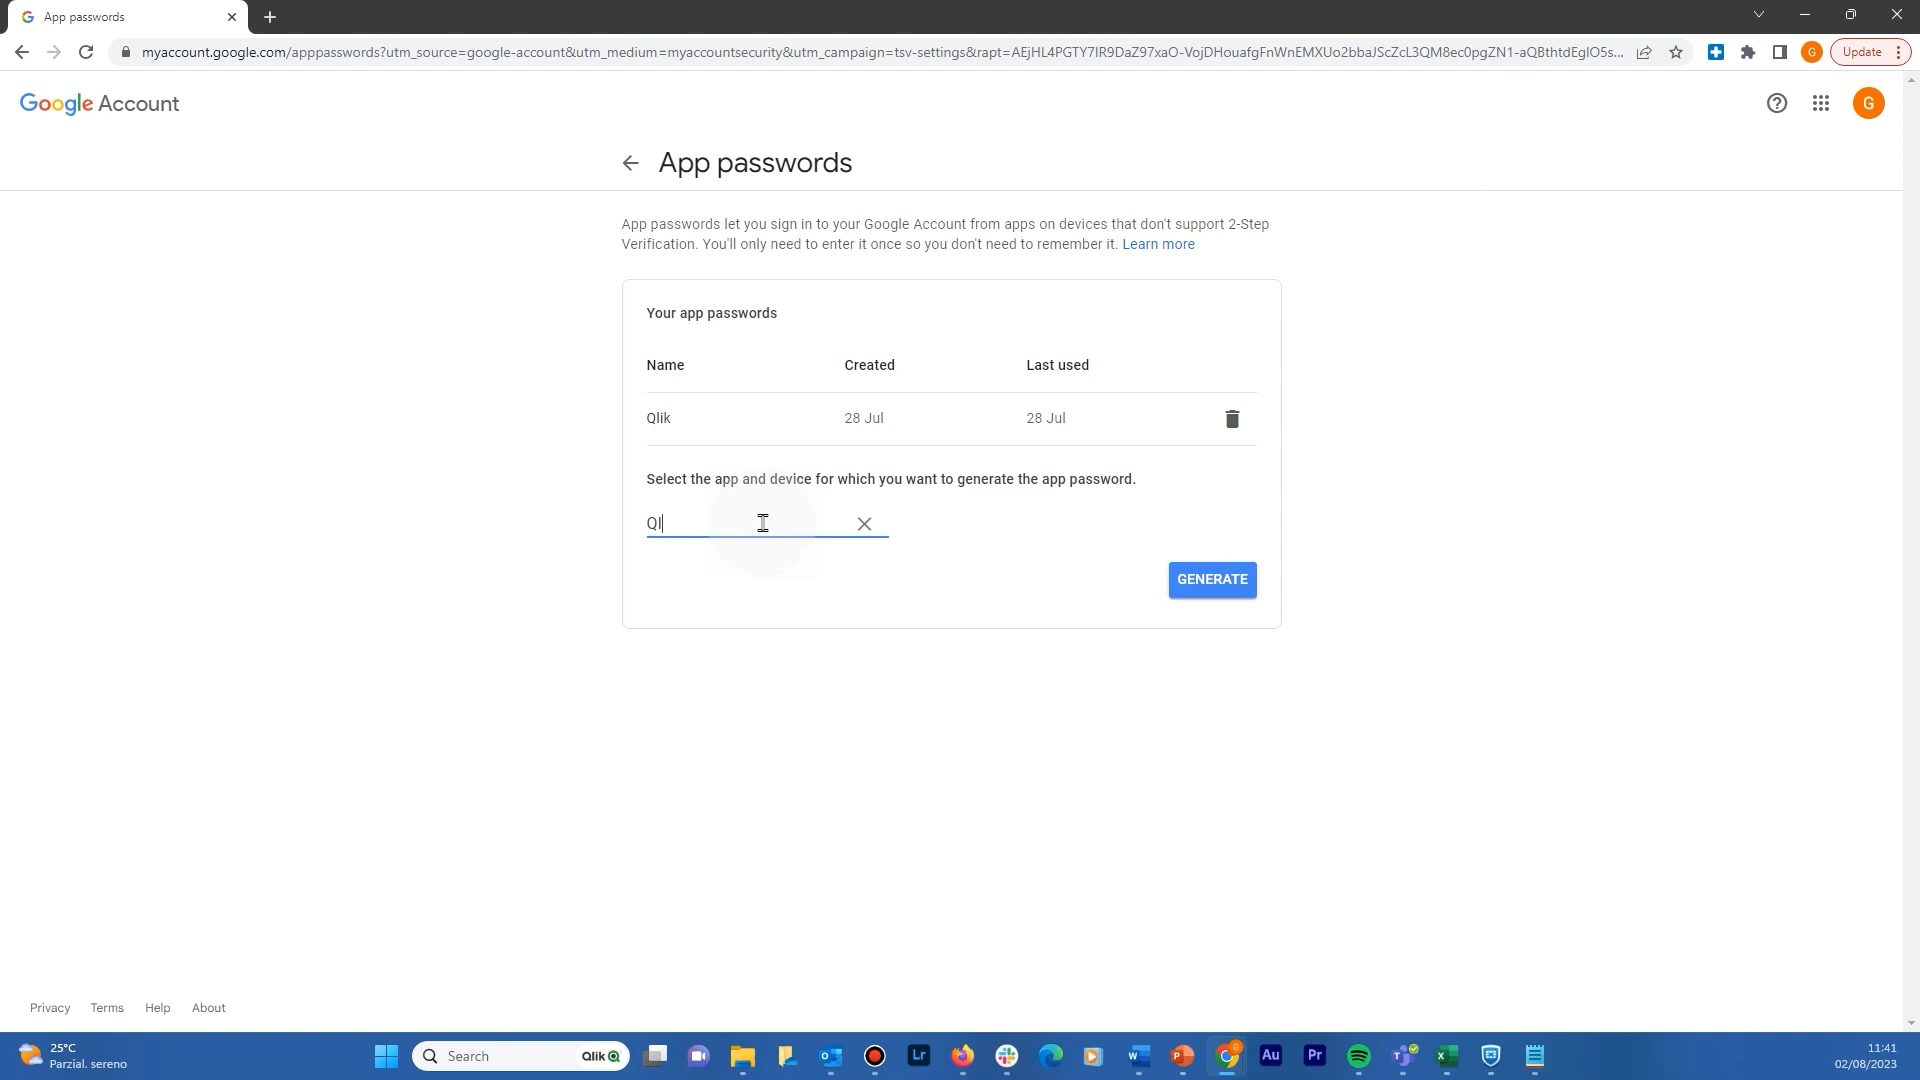 App passwords
myaccount.google.com/apppasswords?utm_source=google-account&utm_medium=myaccountsecurity&utm_campaign=tsv-settings&rapt=AEjHL4PGTY7IR9DaZ97xaO-VojDHouafgFnWnEMXUo2bbaJScZcL3QM8ec0pgZN1-aQBthtdEgIO5s...
G
Update
Google Account
G
App passwords
App passwords let you sign in to your Google Account from apps on devices that don't support 2-Step
Verification. You'll only need to enter it once so you don't need to remember it. Learn more
Your app passwords
Name Created Last used
Qlik 28 Jul 28 Jul
Select the app and device for which you want to generate the app password.
Ql
GENERATE
Privacy Terms Help About
25°C
Parzial. sereno
Search
Qlik
Lr
Au
Pr
11:41
02/08/2023